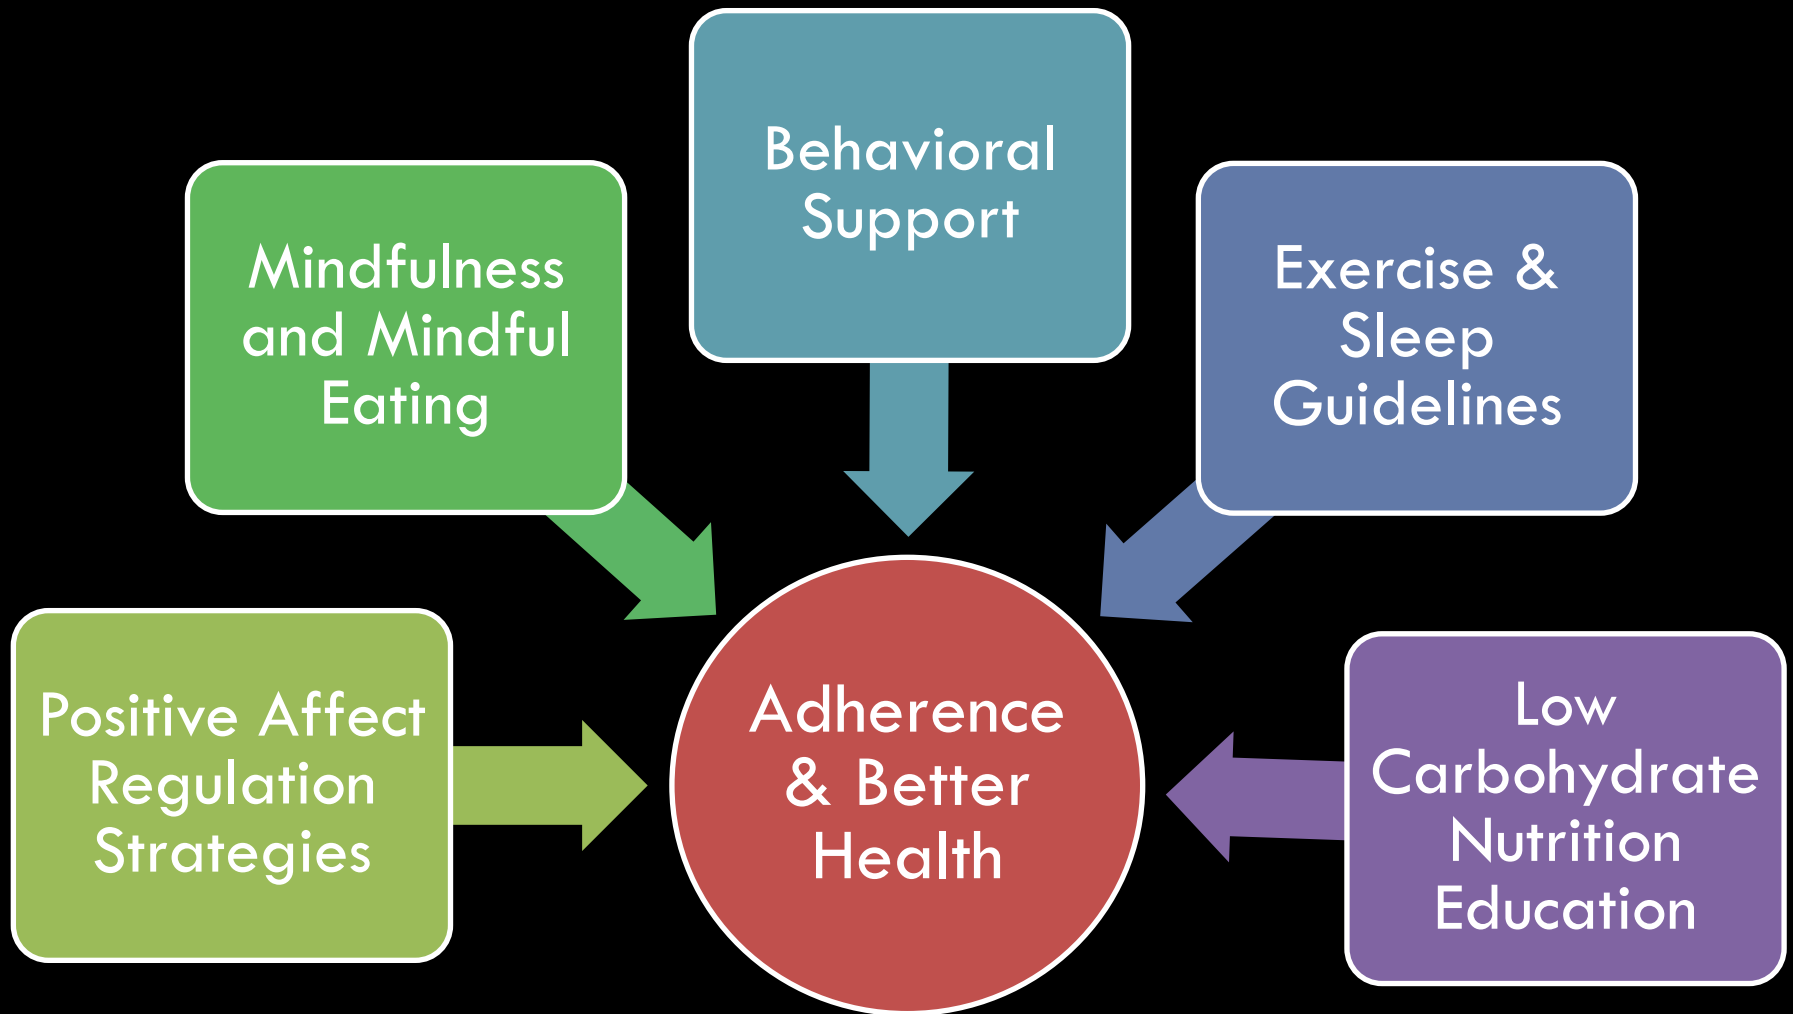 Behavioral
Support
Mindfulness
and Mindful
Eating
Exercise &
Sleep
Guidelines
Positive Affect
Regulation
Strategies
Adherence
& Better
Health
Low
Carbohydrate
Nutrition
Education